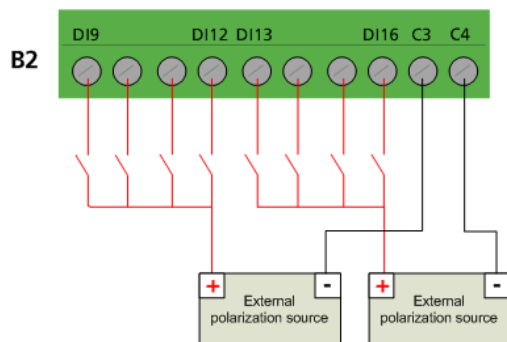 DI9 DI12 DI13 DI16 C3 C4
B2
+ - + -
External External
polarization source polarization source